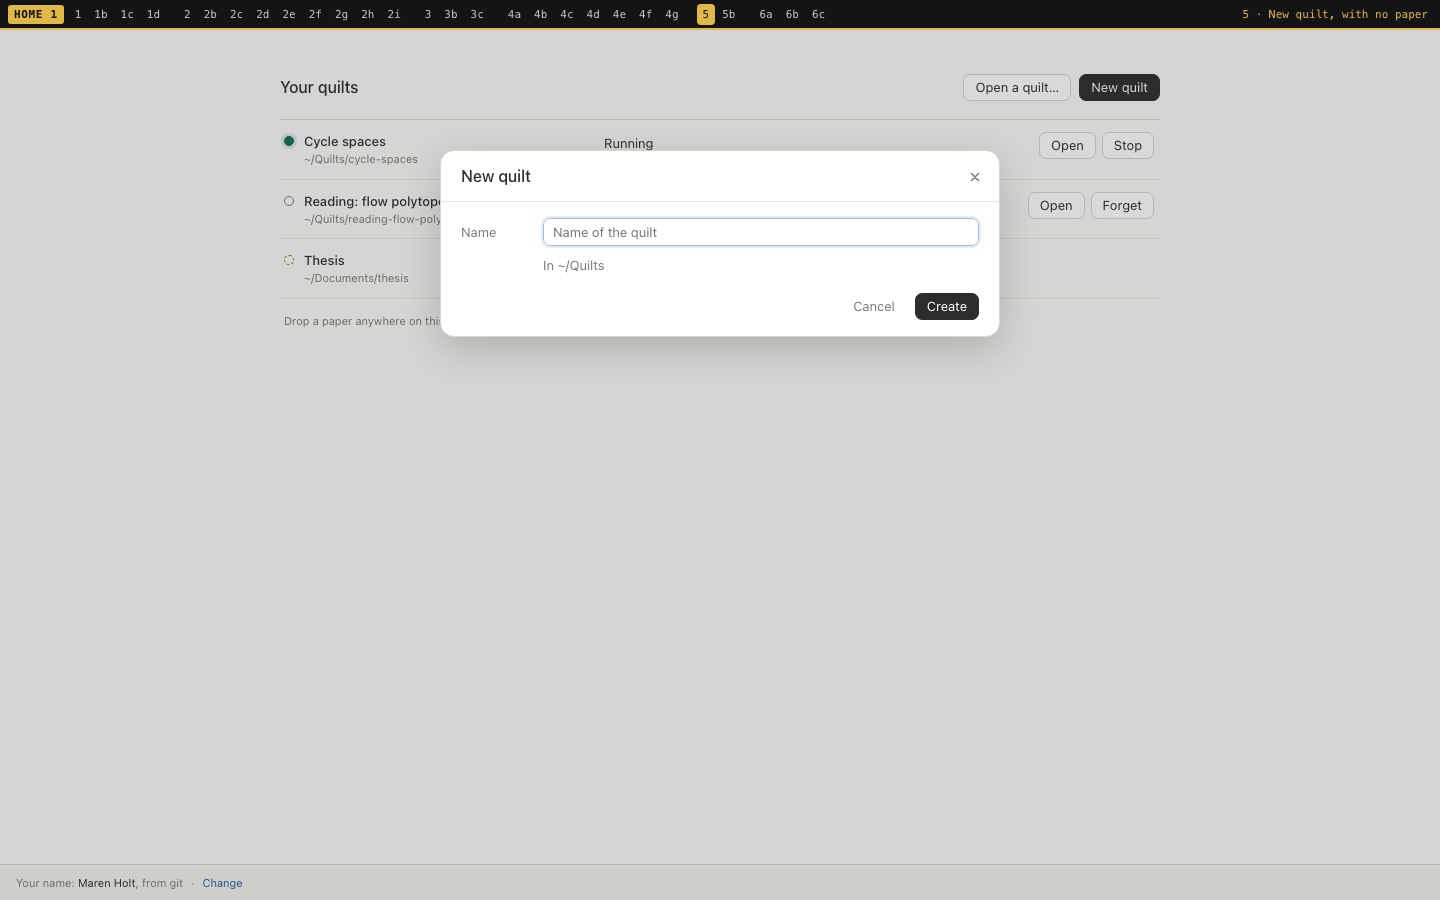 HOME 1 1 1b 1c 1d 2 2b 2c 2d 2e 2f 2g 2h 2i 3 3b 3c 4a 4b 4c 4d 4e 4f 4g 5 5b 6a 6b 6c 5 · New quilt, with no paper
Your quilts Open a quilt... New quilt
Cycle spaces Running Open Stop
~/Quilts/cycle-spaces
New quilt ×
Reading: flow polytop Open Forget
~/Quilts/reading-flow-poly
Name Name of the quilt
In ~/Quilts
Thesis
~/Documents/thesis
Cancel Create
Drop a paper anywhere on this
Your name: Maren Holt, from git · Change